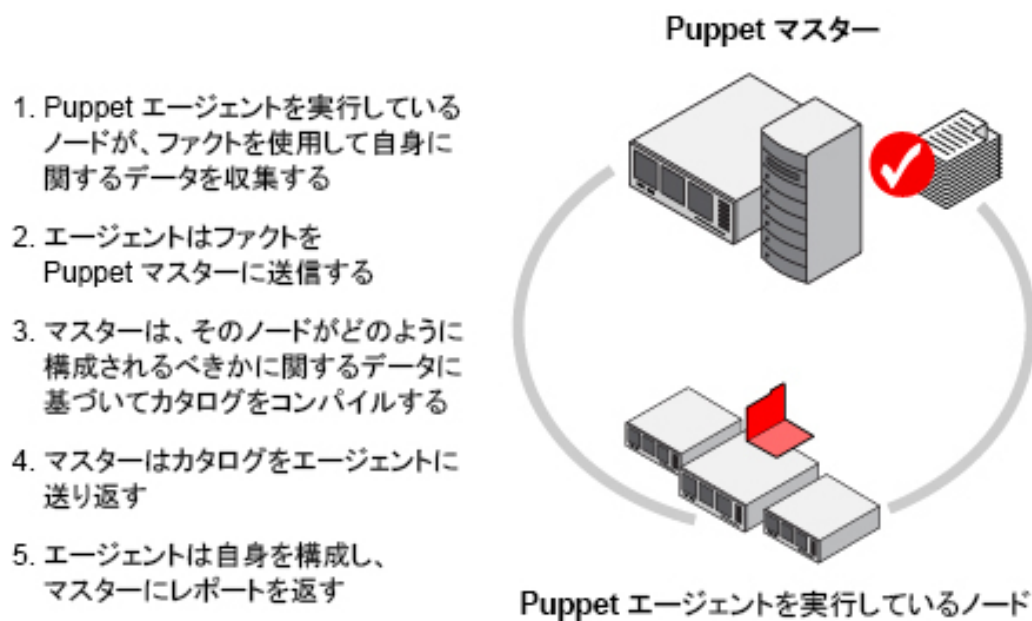 Puppet マスター
1. Puppet エージェントを実行している
ノードが、ファクトを使用して自身に
関するデータを収集する
2. エージェントはファクトを
Puppet マスターに送信する
3. マスターは、そのノードがどのように
構成されるべきかに関するデータに
基づいてカタログをコンパイルする
4. マスターはカタログをエージェントに
送り返す
5. エージェントは自身を構成し、
マスターにレポートを返す
Puppet エージェントを実行しているノード